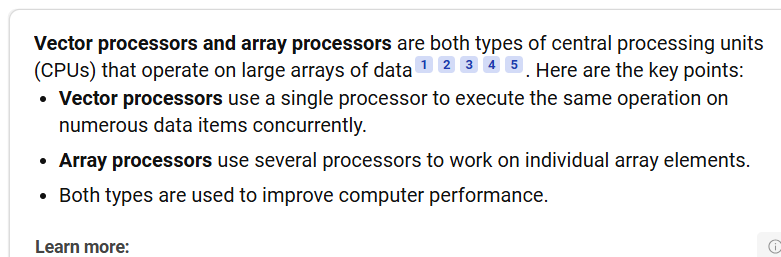 Vector processors and array processors are both types of central processing units
(CPUs) that operate on large arrays of data 1 2 3 4 5 . Here are the key points:
• Vector processors use a single processor to execute the same operation on
numerous data items concurrently.
• Array processors use several processors to work on individual array elements.
• Both types are used to improve computer performance.
Learn more: